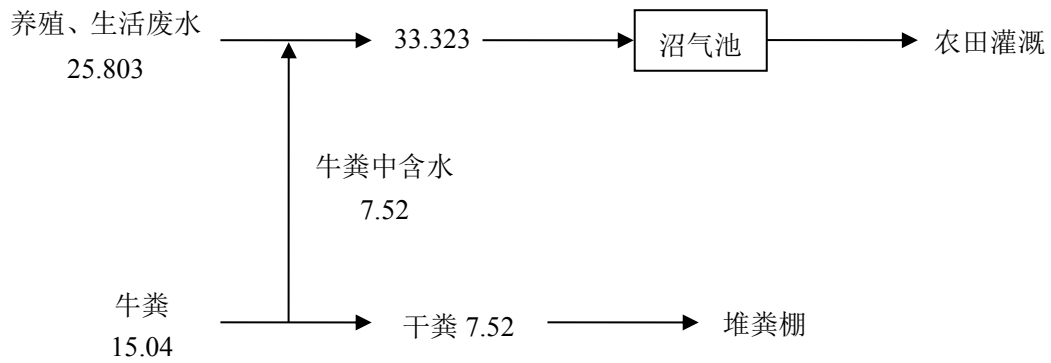 养殖、生活废水
25.803
33.323
沼气池
农田灌溉
牛粪中含水
7.52
牛粪
15.04
干粪 7.52
堆粪棚